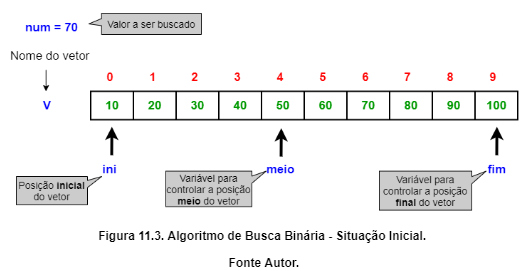 num = 70
Valor a ser buscado
Nome do vetor
0 1 2 3 4 5 6 7 8 9
V 10 20 30 40 50 60 70 80 90 100
ini meio fim
Posição inicial
do vetor
Variável para
controlar a posição
meio do vetor
Variável para
controlar a posição
final do vetor
Figura 11.3. Algoritmo de Busca Binária - Situação Inicial.
Fonte Autor.